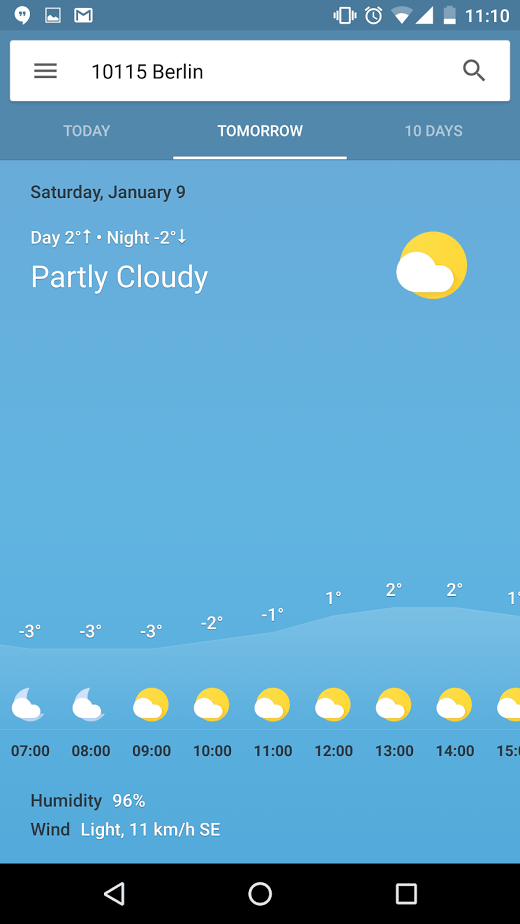 11:10
10115 Berlin
TODAY TOMORROW 10 DAYS
Saturday, January 9
Day 2°↑ • Night -2°↓
Partly Cloudy
-3° -3° -3° -2° -1° 1° 2° 2° 1°
07:00 08:00 09:00 10:00 11:00 12:00 13:00 14:00 15:0
Humidity 96%
Wind Light, 11 km/h SE